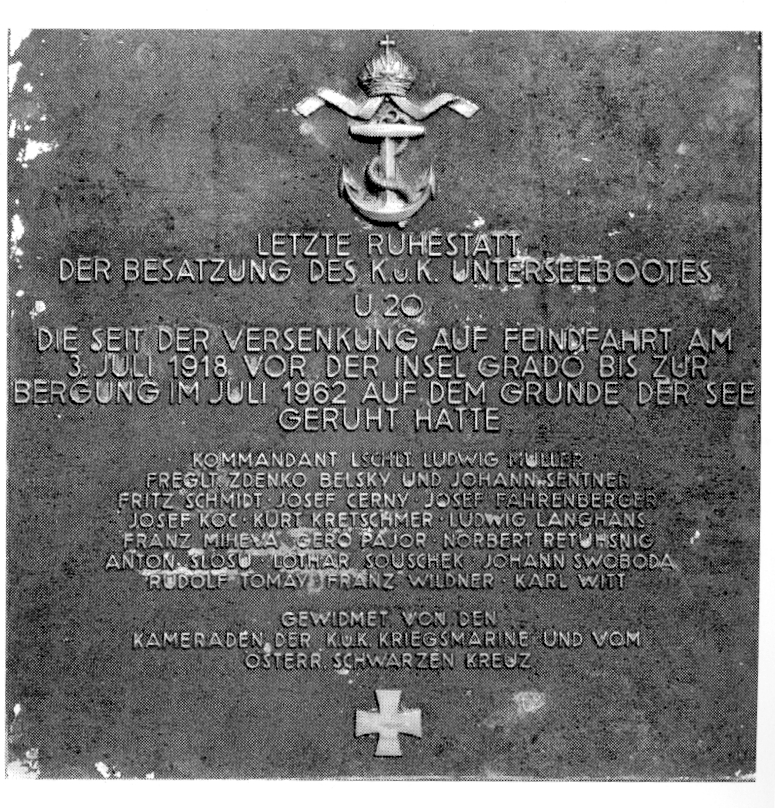 LETZTE RUHESTATT
DER BESATZUNG DES K.u.K. UNTERSEEBOOTES
U 20
DIE SEIT DER VERSENKUNG AUF FEINDFAHRT AM
3. JULI 1918 VOR DER INSEL GRADO BIS ZUR
BERGUNG IM JULI 1962 AUF DEM GRUNDE DER SEE
GERUHT HATTE
KOMMANDANT LSCHLT. LUDWIG MÜLLER
FREGLT. ZDENKO BELSKY UND JOHANN SENTNER
FRITZ SCHMIDT · JOSEF CERNY · JOSEF FAHRENBERGER
JOSEF KOC · KURT KRETSCHMER · LUDWIG LANGHANS
FRANZ MIHEVA · GERÖ PAJOR · NORBERT RETUHSNIG
ANTON SLOSU · LOTHAR SOUSCHEK · JOHANN SWOBODA
RUDOLF TOMAY · FRANZ WILDNER · KARL WITT
GEWIDMET VON DEN
KAMERADEN DER K.u.K. KRIEGSMARINE UND VOM
ÖSTERR. SCHWARZEN KREUZ